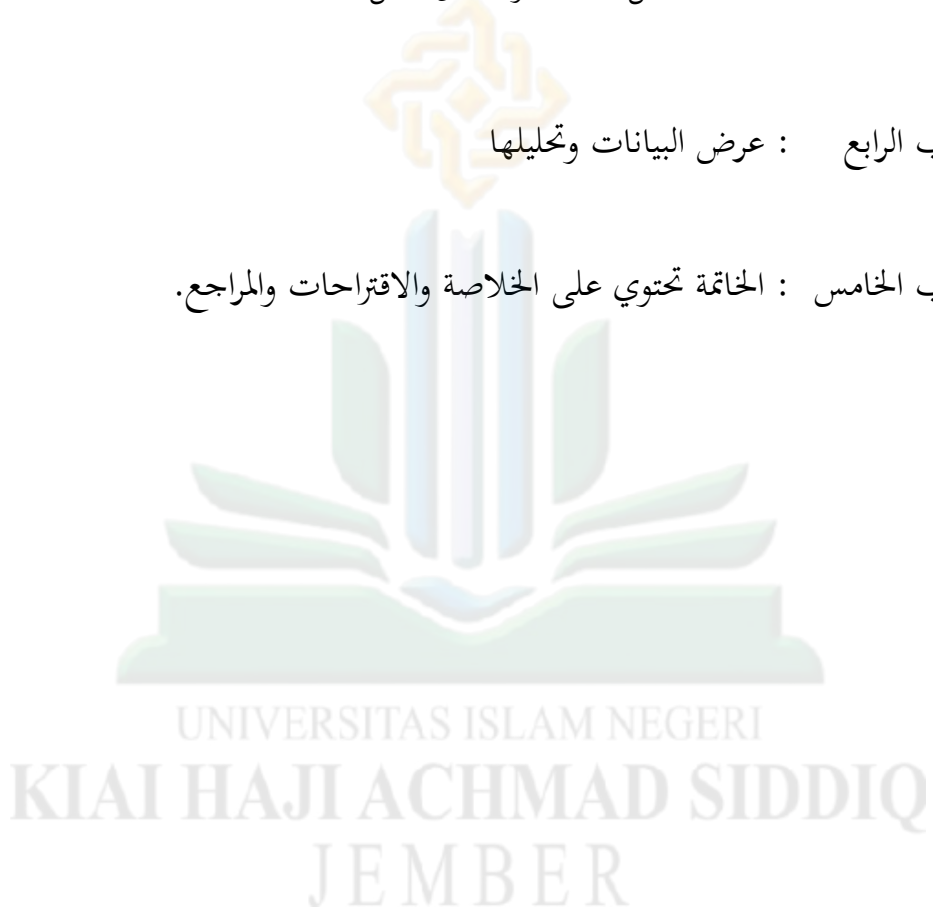 الرابع : عرض البيانات وتحليلها
الخامس : الخاتمة تحتوي على الخلاصة والاقتراحات والمراجع.
UNIVERSITAS ISLAM NEGERI
KIAI HAJI ACHMAD SIDDIQ
JEMBER